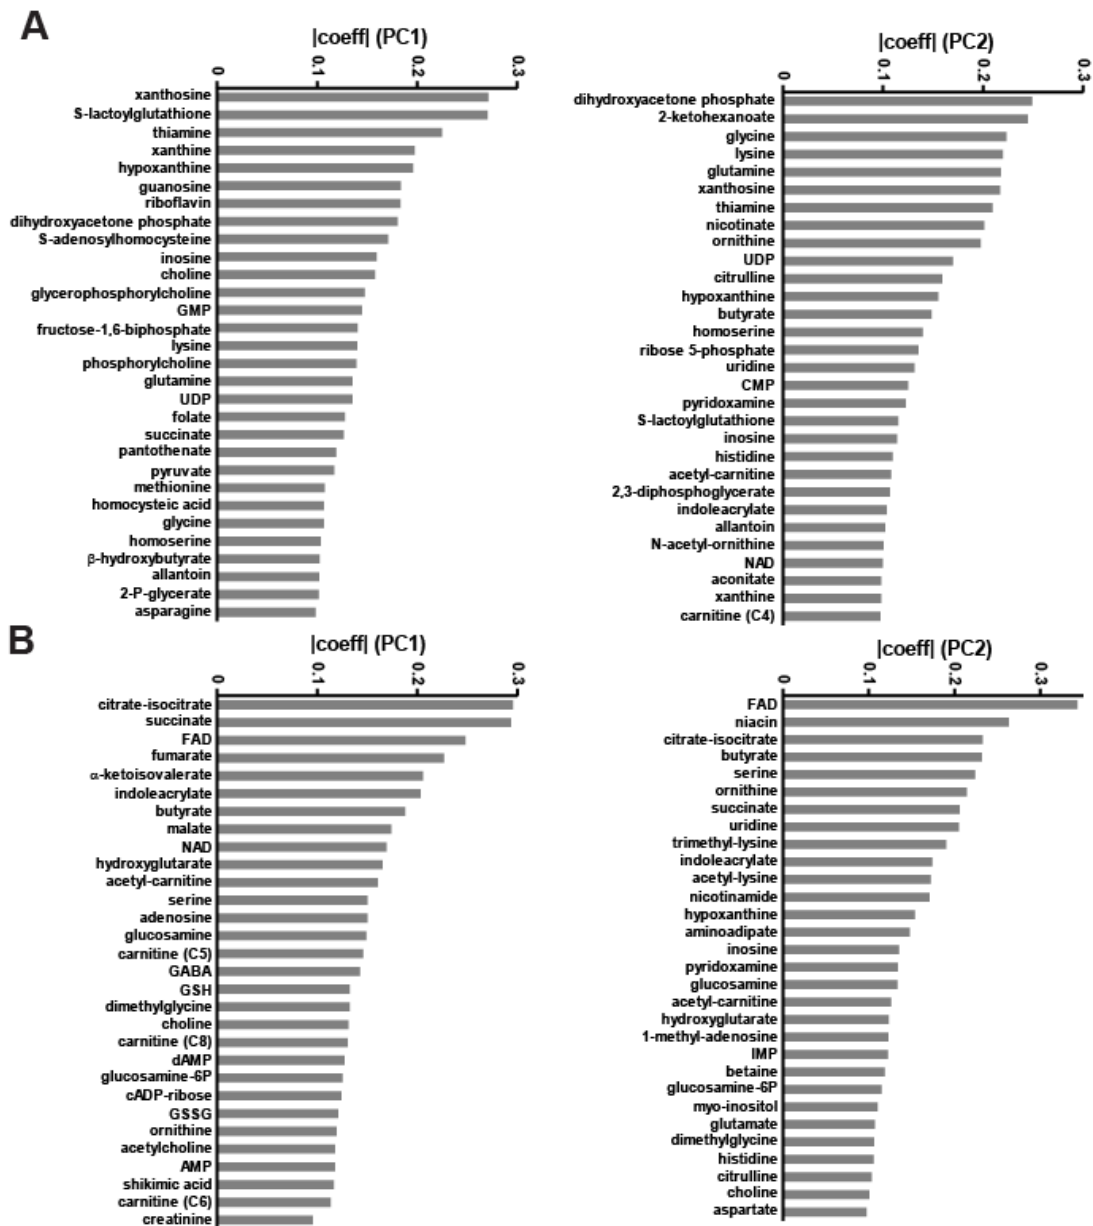 A
|coeff| (PC1)
0
0.1
0.2
0.3
xanthosine
S-lactoylglutathione
thiamine
xanthine
hypoxanthine
guanosine
riboflavin
dihydroxyacetone phosphate
S-adenosylhomocysteine
inosine
choline
glycerophosphorylcholine
GMP
fructose-1,6-biphosphate
lysine
phosphorylcholine
glutamine
UDP
folate
succinate
pantothenate
pyruvate
methionine
homocysteic acid
glycine
homoserine
β-hydroxybutyrate
allantoin
2-P-glycerate
asparagine
|coeff| (PC2)
0
0.1
0.2
0.3
dihydroxyacetone phosphate
2-ketohexanoate
glycine
lysine
glutamine
xanthosine
thiamine
nicotinate
ornithine
UDP
citrulline
hypoxanthine
butyrate
homoserine
ribose 5-phosphate
uridine
CMP
pyridoxamine
S-lactoylglutathione
inosine
histidine
acetyl-carnitine
2,3-diphosphoglycerate
indoleacrylate
allantoin
N-acetyl-ornithine
NAD
aconitate
xanthine
carnitine (C4)
B
|coeff| (PC1)
0
0.1
0.2
0.3
citrate-isocitrate
succinate
FAD
fumarate
α-ketoisovalerate
indoleacrylate
butyrate
malate
NAD
hydroxyglutarate
acetyl-carnitine
serine
adenosine
glucosamine
carnitine (C5)
GABA
GSH
dimethylglycine
choline
carnitine (C8)
dAMP
glucosamine-6P
cADP-ribose
GSSG
ornithine
acetylcholine
AMP
shikimic acid
carnitine (C6)
creatinine
|coeff| (PC2)
0
0.1
0.2
0.3
FAD
niacin
citrate-isocitrate
butyrate
serine
ornithine
succinate
uridine
trimethyl-lysine
indoleacrylate
acetyl-lysine
nicotinamide
hypoxanthine
aminoadipate
inosine
pyridoxamine
glucosamine
acetyl-carnitine
hydroxyglutarate
1-methyl-adenosine
IMP
betaine
glucosamine-6P
myo-inositol
glutamate
dimethylglycine
histidine
citrulline
choline
aspartate